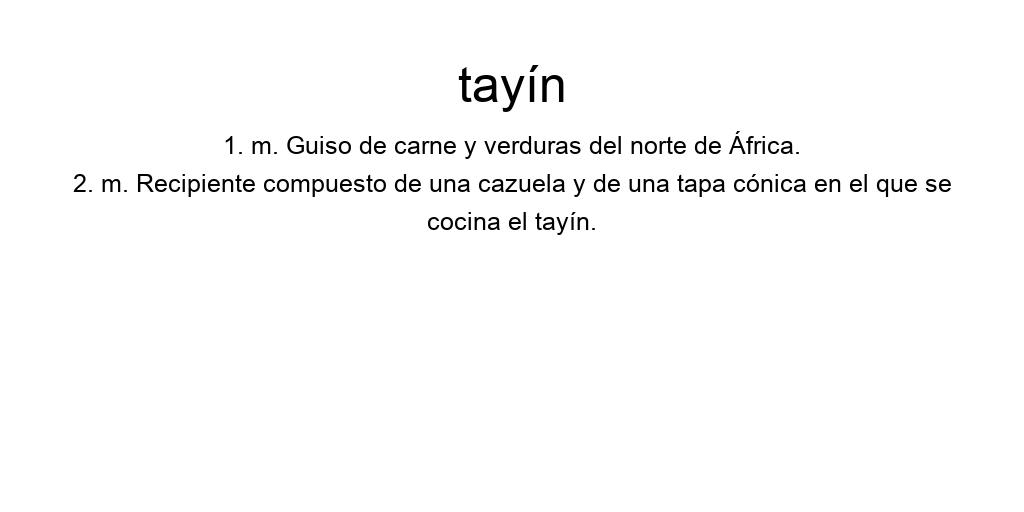 tayín
1. m. Guiso de carne y verduras del norte de África.
2. m. Recipiente compuesto de una cazuela y de una tapa cónica en el que se
cocina el tayín.